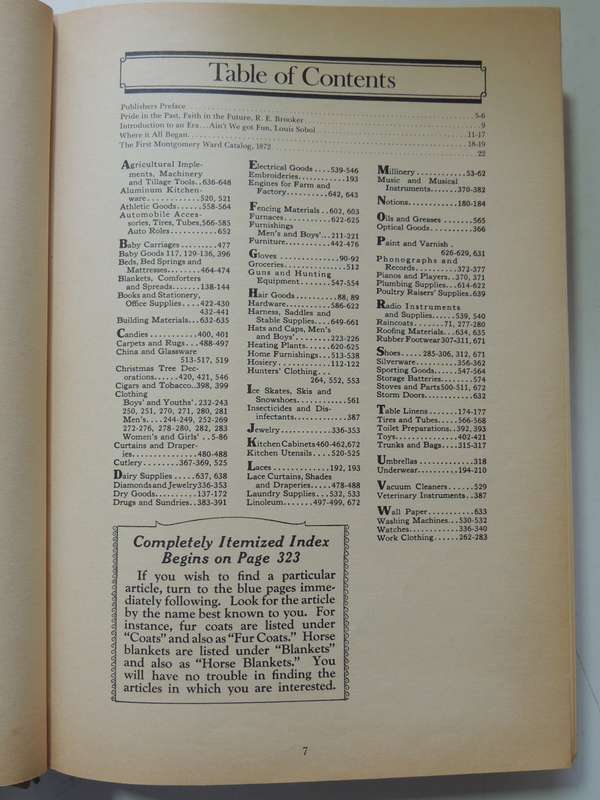 Table of Contents
Publishers Preface
Pride in the Past, Faith in the Future, R. E. Brooker . . . 5-6
Introduction to an Era...Ain't We got Fun, Louis Sobol . . . 9
Where it All Began . . . 11-17
The First Montgomery Ward Catalog, 1872 . . . 18-19
22
Agricultural Imple-
ments, Machinery
and Tillage Tools..636-648
Aluminum Kitchen-
ware..........520, 521
Athletic Goods......558-564
Automobile Acces-
sories, Tires, Tubes,566-585
Auto Roles........652
Baby Carriages........477
Baby Goods 117, 129-136, 396
Beds, Bed Springs and
Mattresses........464-474
Blankets, Comforters
and Spreads......138-144
Books and Stationery,
Office Supplies....422-430
432-441
Building Materials...632-635
Candies..........400, 401
Carpets and Rugs...488-497
China and Glassware
513-517, 519
Christmas Tree Dec-
orations.....420, 421, 546
Cigars and Tobacco..398, 399
Clothing
Boys' and Youths'.232-243
250, 251, 270, 271, 280, 281
Men's....244-249, 252-269
272-276, 278-280, 282, 283
Women's and Girls' ..5-86
Curtains and Draper-
ies..............480-488
Cutlery........367-369, 525
Dairy Supplies.....637, 638
Diamonds and Jewelry 336-353
Dry Goods........137-172
Drugs and Sundries..383-391
Electrical Goods....539-546
Embroideries..........193
Engines for Farm and
Factory........642, 643
Fencing Materials..602, 603
Furnaces..........622-625
Furnishings
Men's and Boys'...211-221
Furniture..........442-476
Gloves............90-92
Groceries............512
Guns and Hunting
Equipment......547-554
Hair Goods........88, 89
Hardware........586-622
Harness, Saddles and
Stable Supplies...649-661
Hats and Caps, Men's
and Boys'........223-226
Heating Plants.....620-625
Home Furnishings...513-538
Hosiery..........112-122
Hunters' Clothing...
264, 552, 553
Ice Skates, Skis and
Snowshoes..........561
Insecticides and Dis-
infectants..........387
Jewelry..........336-353
Kitchen Cabinets 460-462, 672
Kitchen Utensils....520-525
Laces............192, 193
Lace Curtains, Shades
and Draperies....478-488
Laundry Supplies...532, 533
Linoleum......497-499, 672
Millinery............53-62
Music and Musical
Instruments......370-382
Notions..........180-184
Oils and Greases......565
Optical Goods........366
Paint and Varnish.
626-629, 631
Phonographs and
Records........372-377
Pianos and Players..370, 371
Plumbing Supplies...614-622
Poultry Raisers' Supplies.639
Radio Instruments
and Supplies.....539, 540
Raincoats......71, 277-280
Roofing Materials..634, 635
Rubber Footwear 307-311, 671
Shoes.....285-306, 312, 671
Silverware........356-362
Sporting Goods.....547-564
Storage Batteries......574
Stoves and Parts 500-511, 672
Storm Doors..........632
Table Linens......174-177
Tires and Tubes....566-568
Toilet Preparations..392, 393
Toys..............402-421
Trunks and Bags....315-317
Umbrellas..........318
Underwear........194-210
Vacuum Cleaners......529
Veterinary Instruments..387
Wall Paper..........633
Washing Machines..530-532
Watches..........336-340
Work Clothing......262-283
Completely Itemized Index
Begins on Page 323
If you wish to find a particular
article, turn to the blue pages imme-
diately following. Look for the article
by the name best known to you. For
instance, fur coats are listed under
"Coats" and also as "Fur Coats." Horse
blankets are listed under "Blankets"
and also as "Horse Blankets." You
will have no trouble in finding the
articles in which you are interested.
7